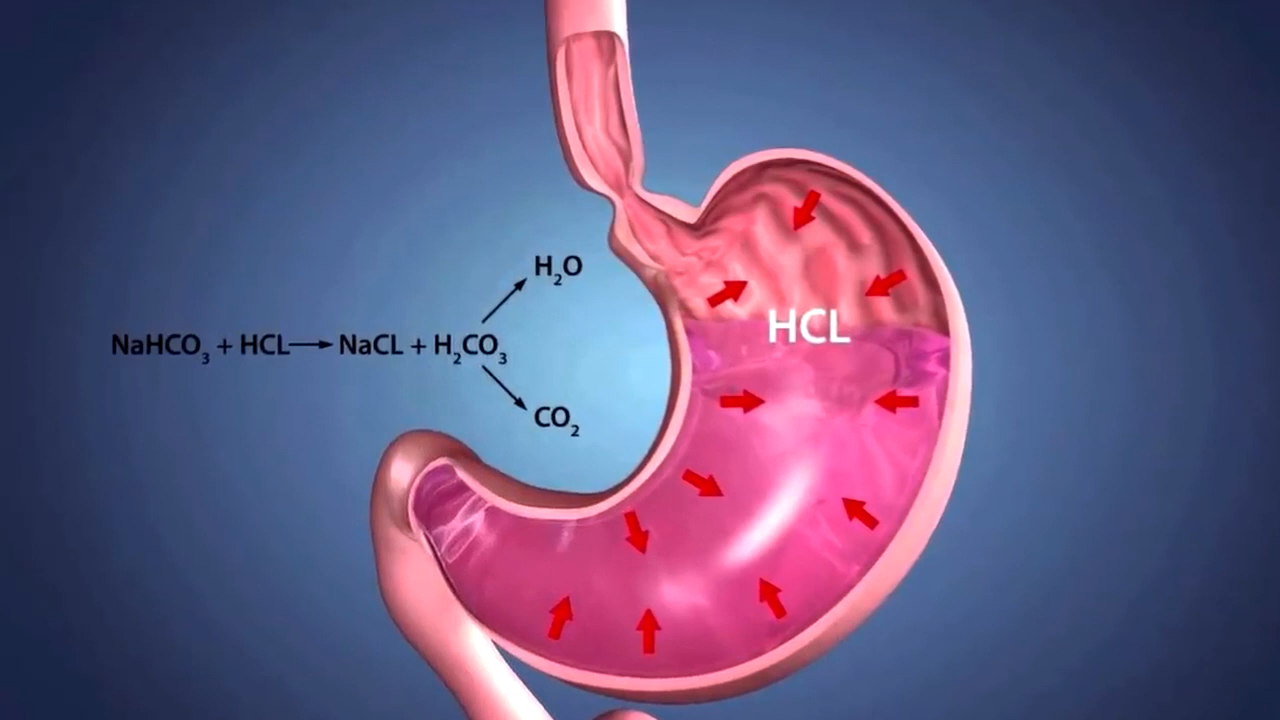 H₂O
NaHCO₃ + HCL → NaCL + H₂CO₃
CO₂
HCL